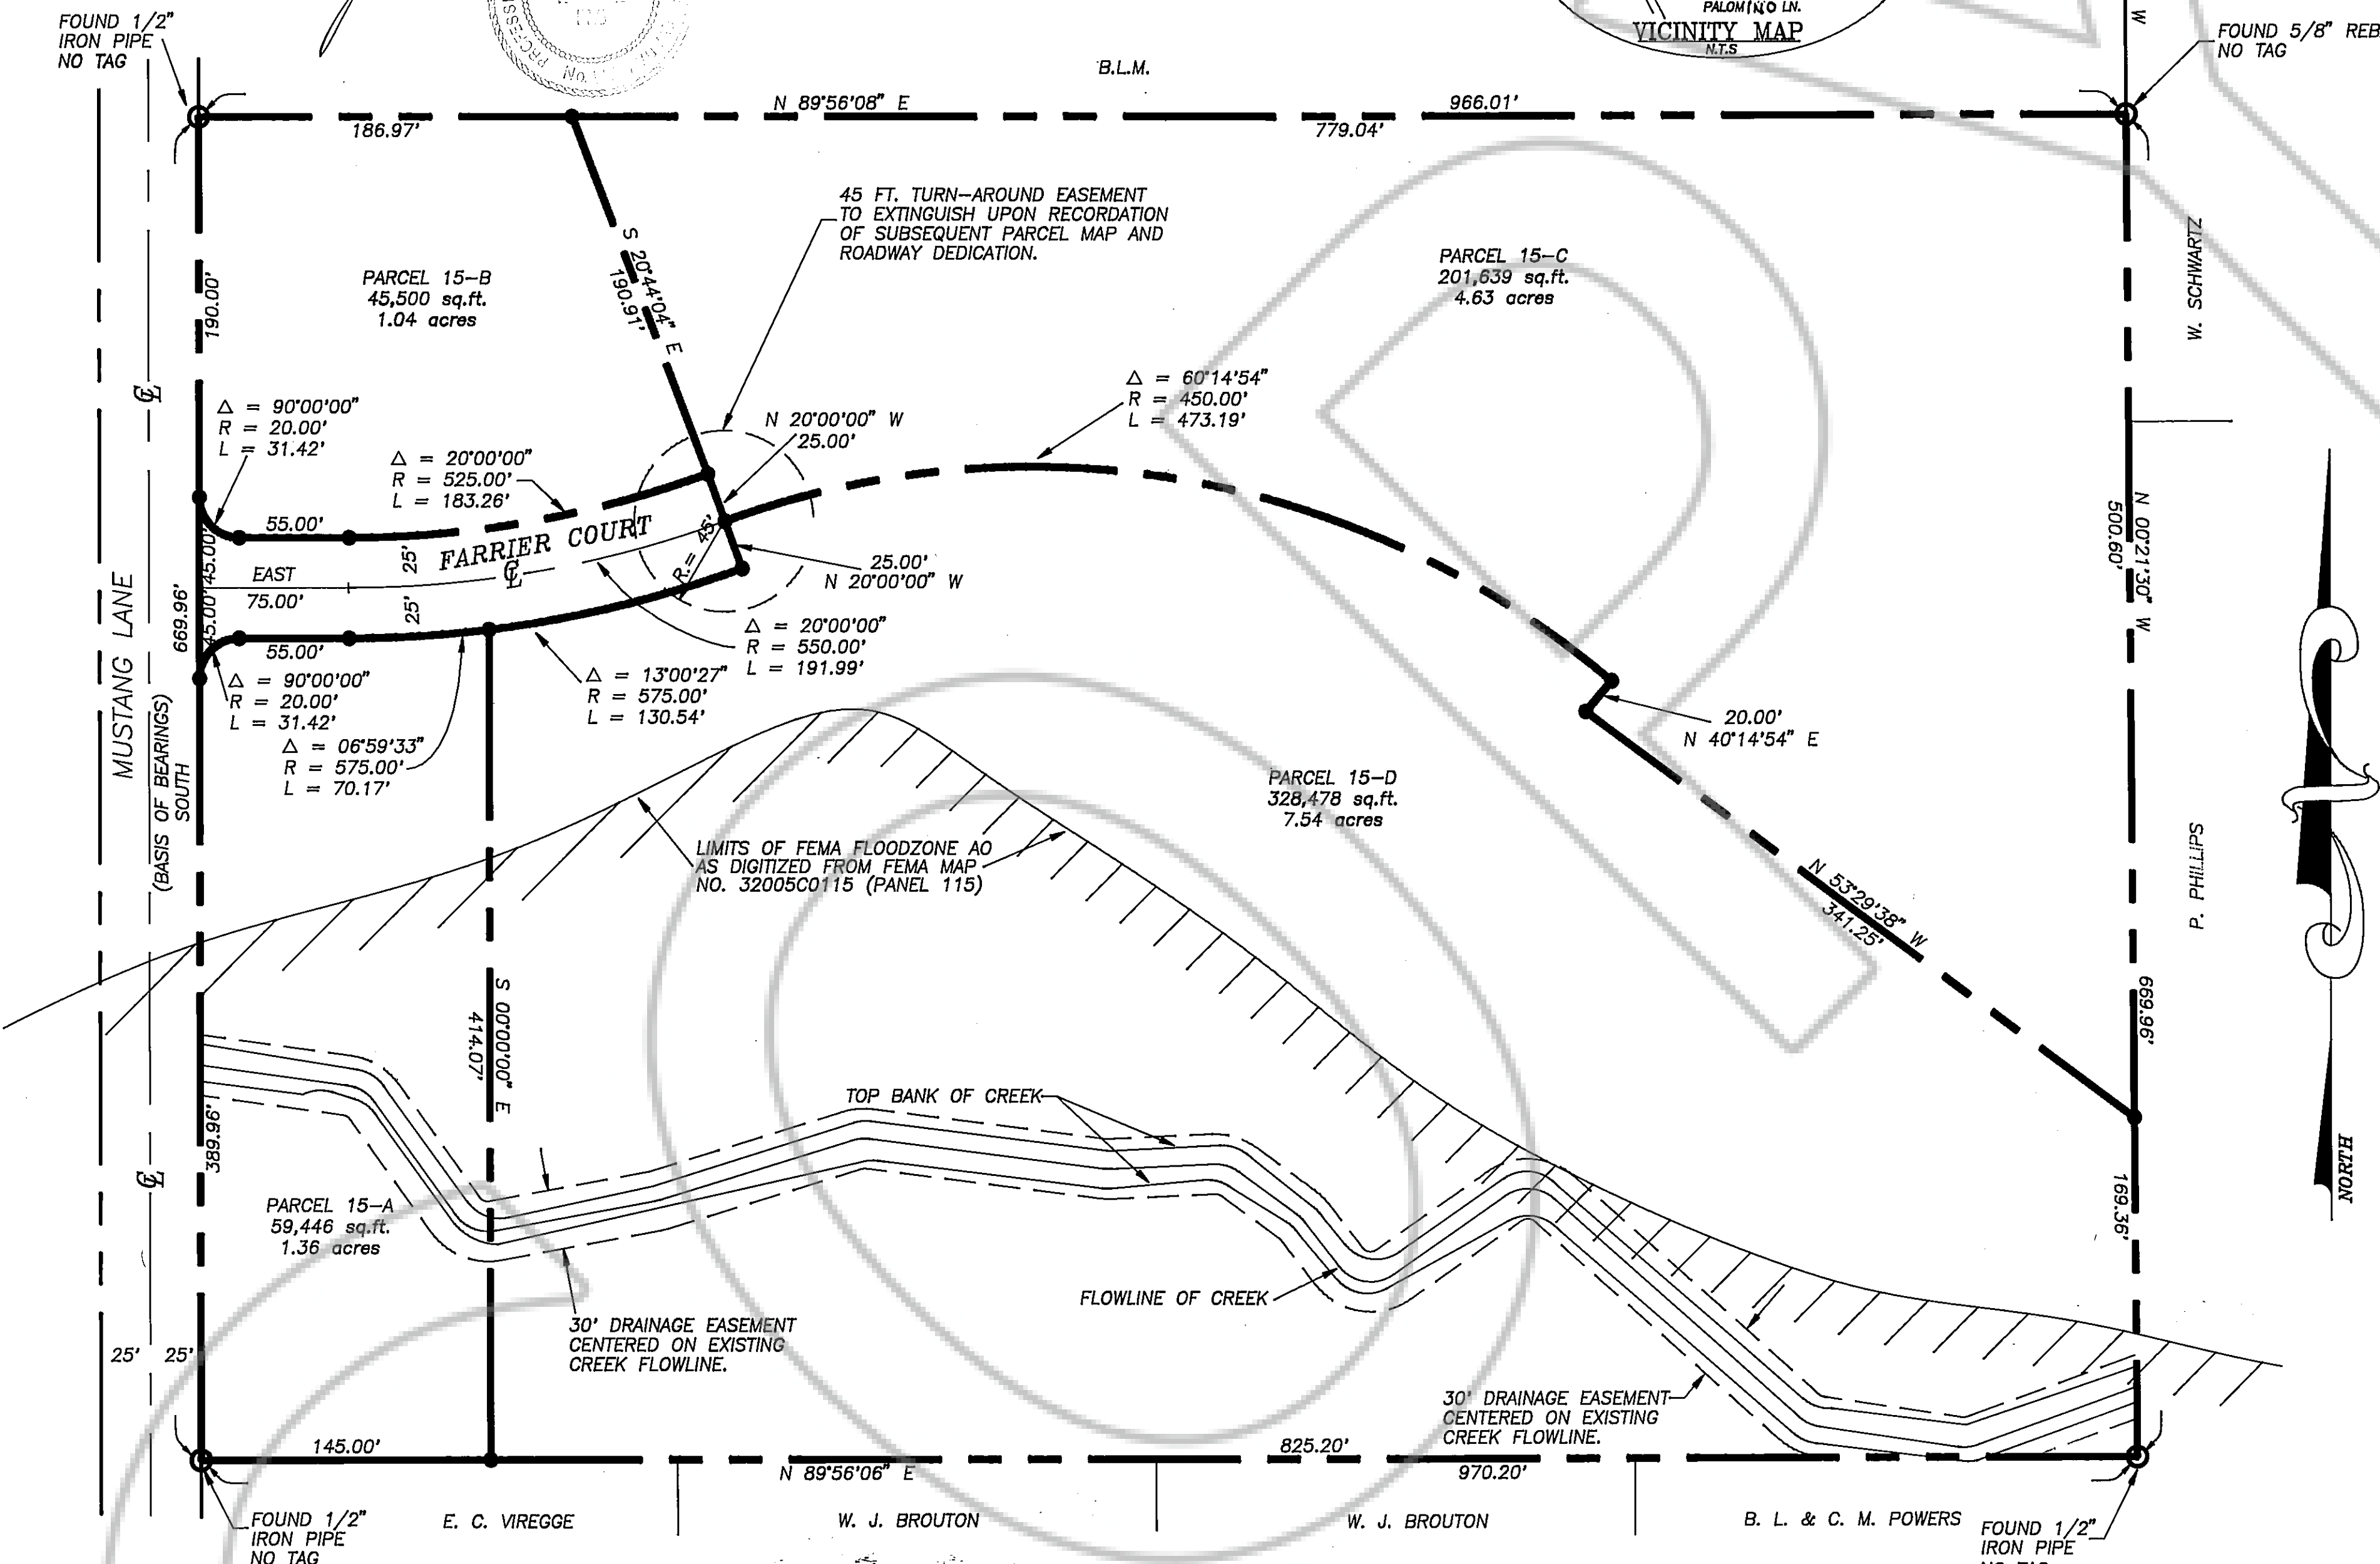 FOUND 1/2"
IRON PIPE
NO TAG
PALOMINO LN.
VICINITY MAP
N.T.S
W
FOUND 5/8" REB
NO TAG
B.L.M.
N 89°56'08" E
966.01'
186.97'
779.04'
45 FT. TURN-AROUND EASEMENT
TO EXTINGUISH UPON RECORDATION
OF SUBSEQUENT PARCEL MAP AND
ROADWAY DEDICATION.
S 20°44'04" E
190.91'
PARCEL 15-B
45,500 sq.ft.
1.04 acres
190.00'
PARCEL 15-C
201,639 sq.ft.
4.63 acres
W. SCHWARTZ
℄
Δ = 90°00'00"
R = 20.00'
L = 31.42'
Δ = 20°00'00"
R = 525.00'
L = 183.26'
N 20°00'00" W
25.00'
Δ = 60°14'54"
R = 450.00'
L = 473.19'
N 00°21'30" W
500.60'
55.00'
45.00'
25'
FARRIER COURT
℄
R.= 45'
EAST
75.00'
25'
25.00'
N 20°00'00" W
MUSTANG LANE
669.96'
45.00'
55.00'
Δ = 20°00'00"
R = 550.00'
L = 191.99'
Δ = 90°00'00"
R = 20.00'
L = 31.42'
Δ = 13°00'27"
R = 575.00'
L = 130.54'
(BASIS OF BEARINGS)
SOUTH
Δ = 06°59'33"
R = 575.00'
L = 70.17'
20.00'
N 40°14'54" E
PARCEL 15-D
328,478 sq.ft.
7.54 acres
LIMITS OF FEMA FLOODZONE AO
AS DIGITIZED FROM FEMA MAP
NO. 32005C0115 (PANEL 115)
N 53°29'38" W
341.25'
P. PHILLIPS
S 00°00'00" E
414.07'
669.96'
389.96'
TOP BANK OF CREEK
℄
PARCEL 15-A
59,446 sq.ft.
1.36 acres
169.36'
NORTH
FLOWLINE OF CREEK
30' DRAINAGE EASEMENT
CENTERED ON EXISTING
CREEK FLOWLINE.
25' 25'
30' DRAINAGE EASEMENT
CENTERED ON EXISTING
CREEK FLOWLINE.
145.00'
825.20'
N 89°56'06" E
970.20'
FOUND 1/2"
IRON PIPE
NO TAG
E. C. VIREGGE
W. J. BROUTON
W. J. BROUTON
B. L. & C. M. POWERS
FOUND 1/2"
IRON PIPE
NO TAG